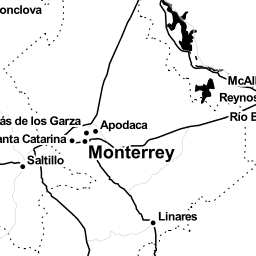 onclova
McAll
Reynos
Río B
ás de los Garza
Apodaca
anta Catarina
Monterrey
Saltillo
Linares